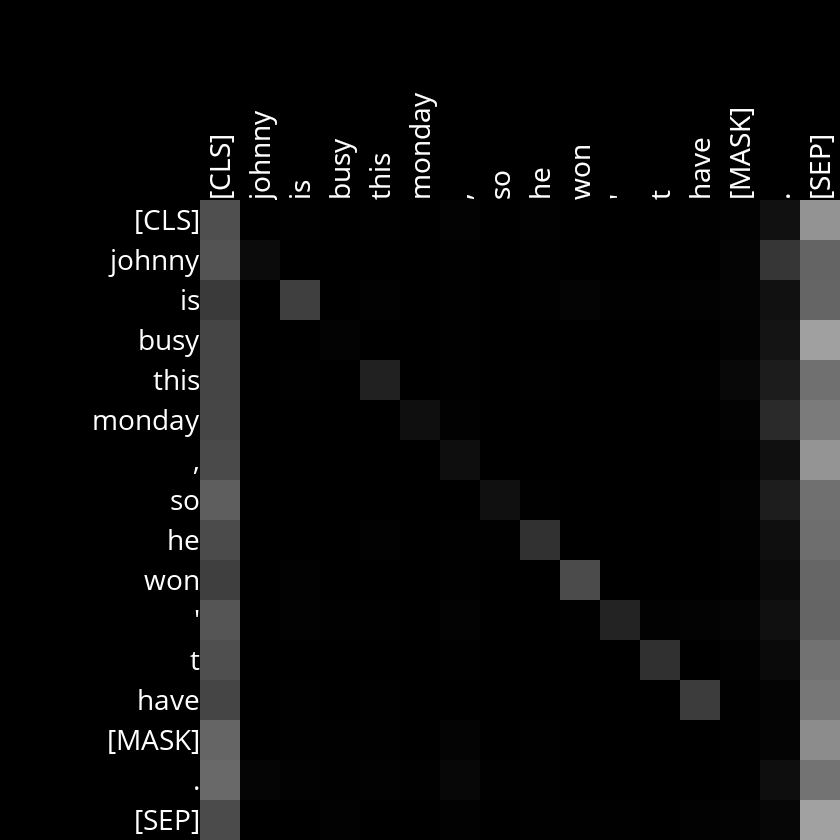 [CLS] johnny is busy this monday , so he won ' t have [MASK] . [SEP]
[CLS]
johnny
is
busy
this
monday
,
so
he
won
'
t
have
[MASK]
.
[SEP]